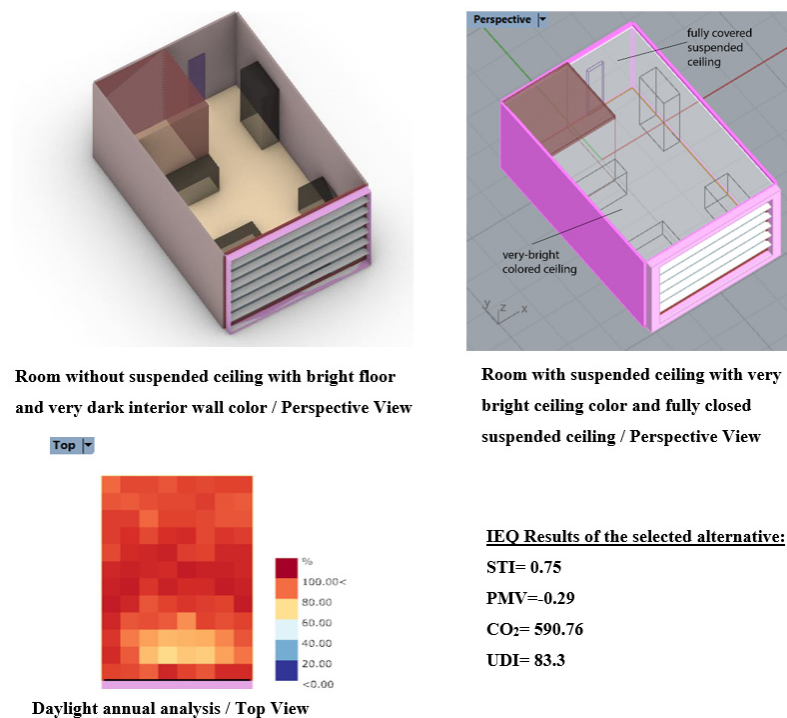 Perspective
fully covered
suspended
ceiling
very-bright
colored ceiling
y
z
x
Room without suspended ceiling with bright floor
and very dark interior wall color / Perspective View
Room with suspended ceiling with very
bright ceiling color and fully closed
suspended ceiling / Perspective View
Top
%
100.00<
80.00
60.00
40.00
20.00
<0.00
Daylight annual analysis / Top View
IEQ Results of the selected alternative:
STI= 0.75
PMV=-0.29
CO₂= 590.76
UDI= 83.3